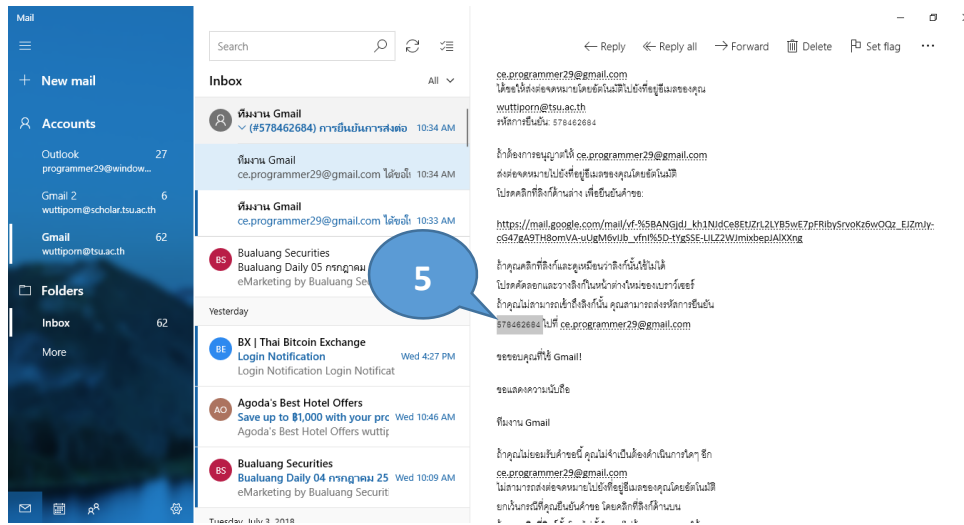 Mail
New mail
Accounts
Outlook 27
programmer29@window...
Gmail 2 6
wuttiporn@scholar.tsu.ac.th
Gmail 62
wuttiporn@tsu.ac.th
Folders
Inbox 62
More
Search
Inbox All
ทีมงาน Gmail
(#578462684) การยืนยันการส่งต่อ 10:34 AM
ทีมงาน Gmail
ce.programmer29@gmail.com ได้ขอใ 10:34 AM
ทีมงาน Gmail
ce.programmer29@gmail.com ได้ขอใ 10:33 AM
BS Bualuang Securities
Bualuang Daily 05 กรกฎาคม
eMarketing by Bualuang Se
Yesterday
BE BX | Thai Bitcoin Exchange
Login Notification Wed 4:27 PM
Login Notification Login Notificat
AO Agoda's Best Hotel Offers
Save up to ฿1,000 with your prc Wed 10:46 AM
Agoda's Best Hotel Offers wuttip
BS Bualuang Securities
Bualuang Daily 04 กรกฎาคม 25 Wed 10:09 AM
eMarketing by Bualuang Securiti
Tuesday, July 3, 2018
5
Reply Reply all Forward Delete Set flag ...
ce.programmer29@gmail.com
ได้ขอให้ส่งต่อจดหมายโดยอัตโนมัติไปยังที่อยู่อีเมลของคุณ
wuttiporn@tsu.ac.th
รหัสการยืนยัน: 578462684
ถ้าต้องการอนุญาตให้ ce.programmer29@gmail.com
ส่งต่อจดหมายไปยังที่อยู่อีเมลของคุณโดยอัตโนมัติ
โปรดคลิกที่ลิงก์ด้านล่าง เพื่อยืนยันคำขอ:
https://mail.google.com/mail/vf-%5BANGjdJ_kh1NJdCe8EtJZrL2LYB5wE7pFRibySrvoKz6wOQz_EJZmJy-
cG47gA9TH8omVA-uUgM6vIJb_vfnI%5D-tYgSSE-LILZ2WJmixbepJAlXXng
ถ้าคุณคลิกที่ลิงก์และดูเหมือนว่าลิงก์นั้นใช้ไม่ได้
โปรดคัดลอกและวางลิงก์ในหน้าต่างใหม่ของเบราว์เซอร์
ถ้าคุณไม่สามารถเข้าถึงลิงก์นั้น คุณสามารถส่งรหัสการยืนยัน
578462684 ไปที่ ce.programmer29@gmail.com
ขอขอบคุณที่ใช้ Gmail!
ขอแสดงความนับถือ
ทีมงาน Gmail
ถ้าคุณไม่ยอมรับคำขอนี้ คุณไม่จำเป็นต้องดำเนินการใดๆ อีก
ce.programmer29@gmail.com
ไม่สามารถส่งต่อจดหมายไปยังที่อยู่อีเมลของคุณโดยอัตโนมัติ
ยกเว้นกรณีที่คุณยืนยันคำขอ โดยคลิกที่ลิงก์ด้านบน